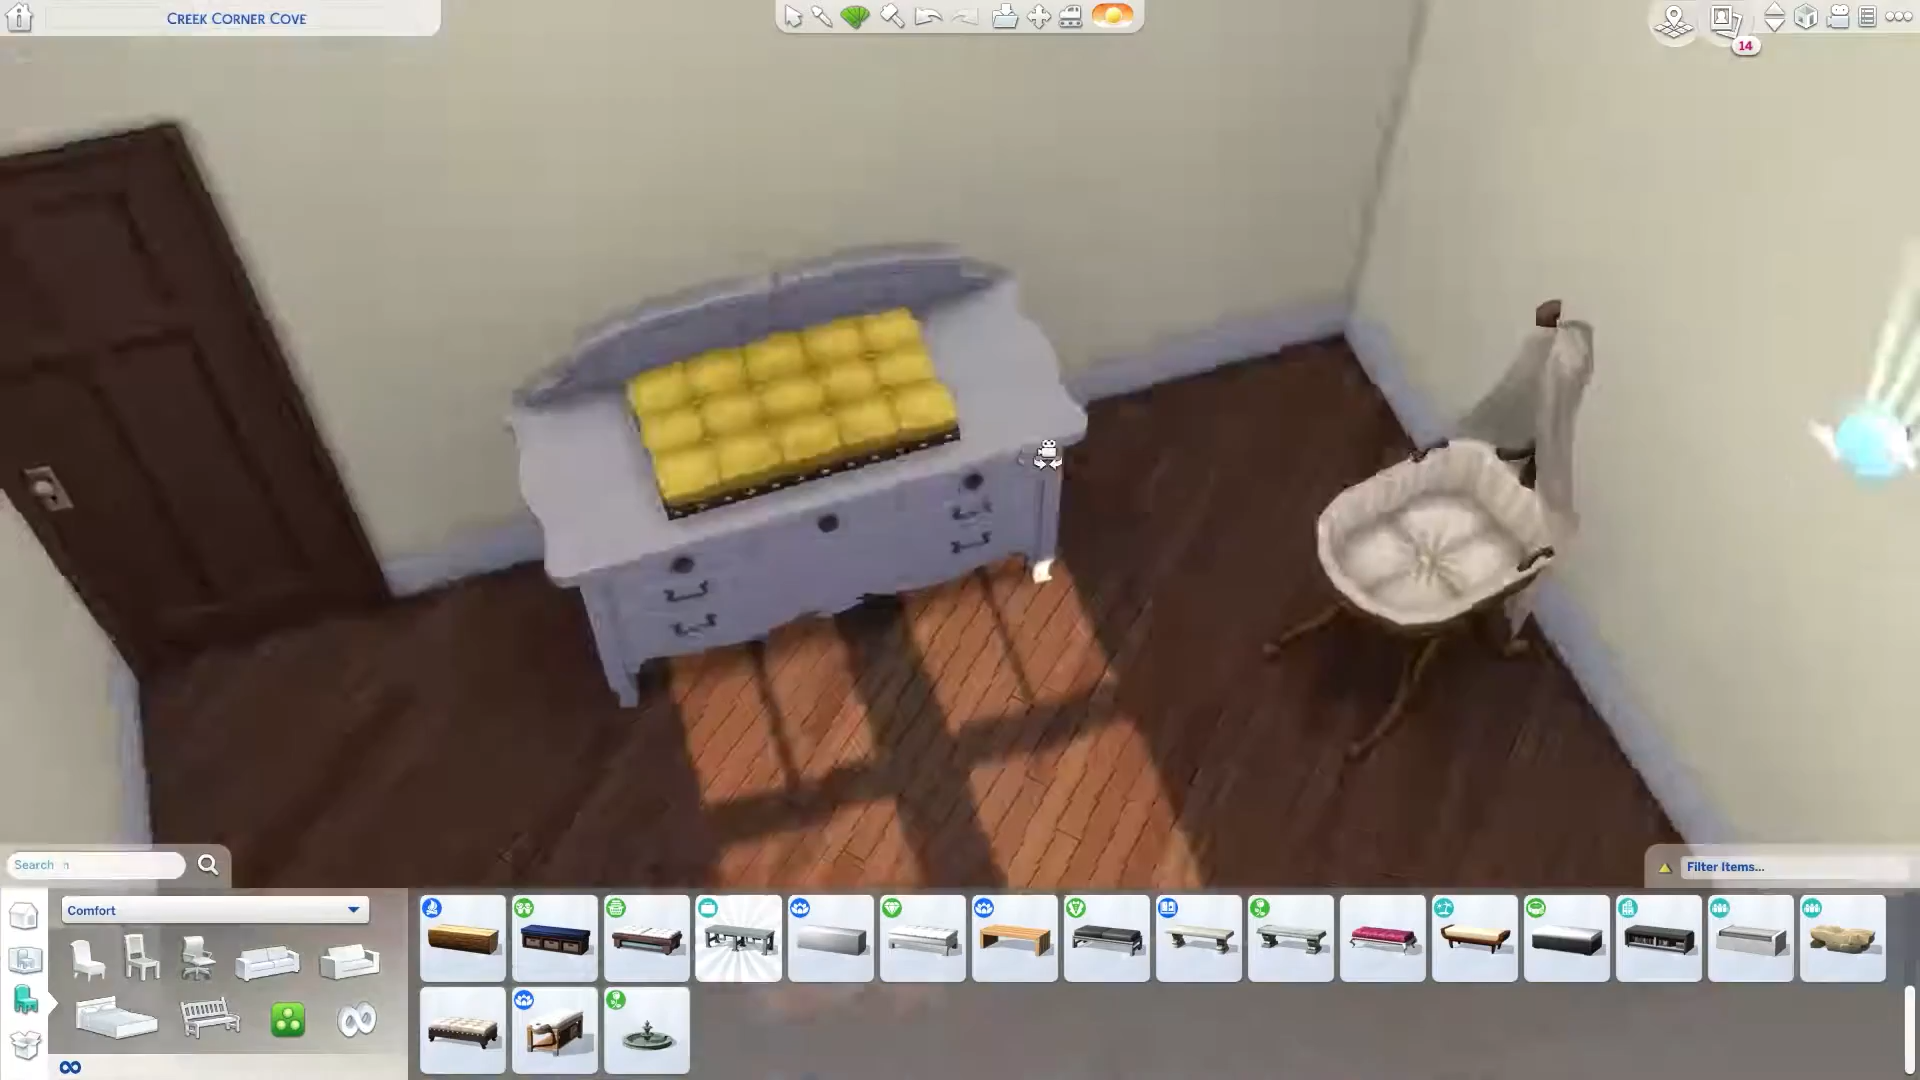 CREEK CORNER COVE
14
Search
Filter Items...
Comfort